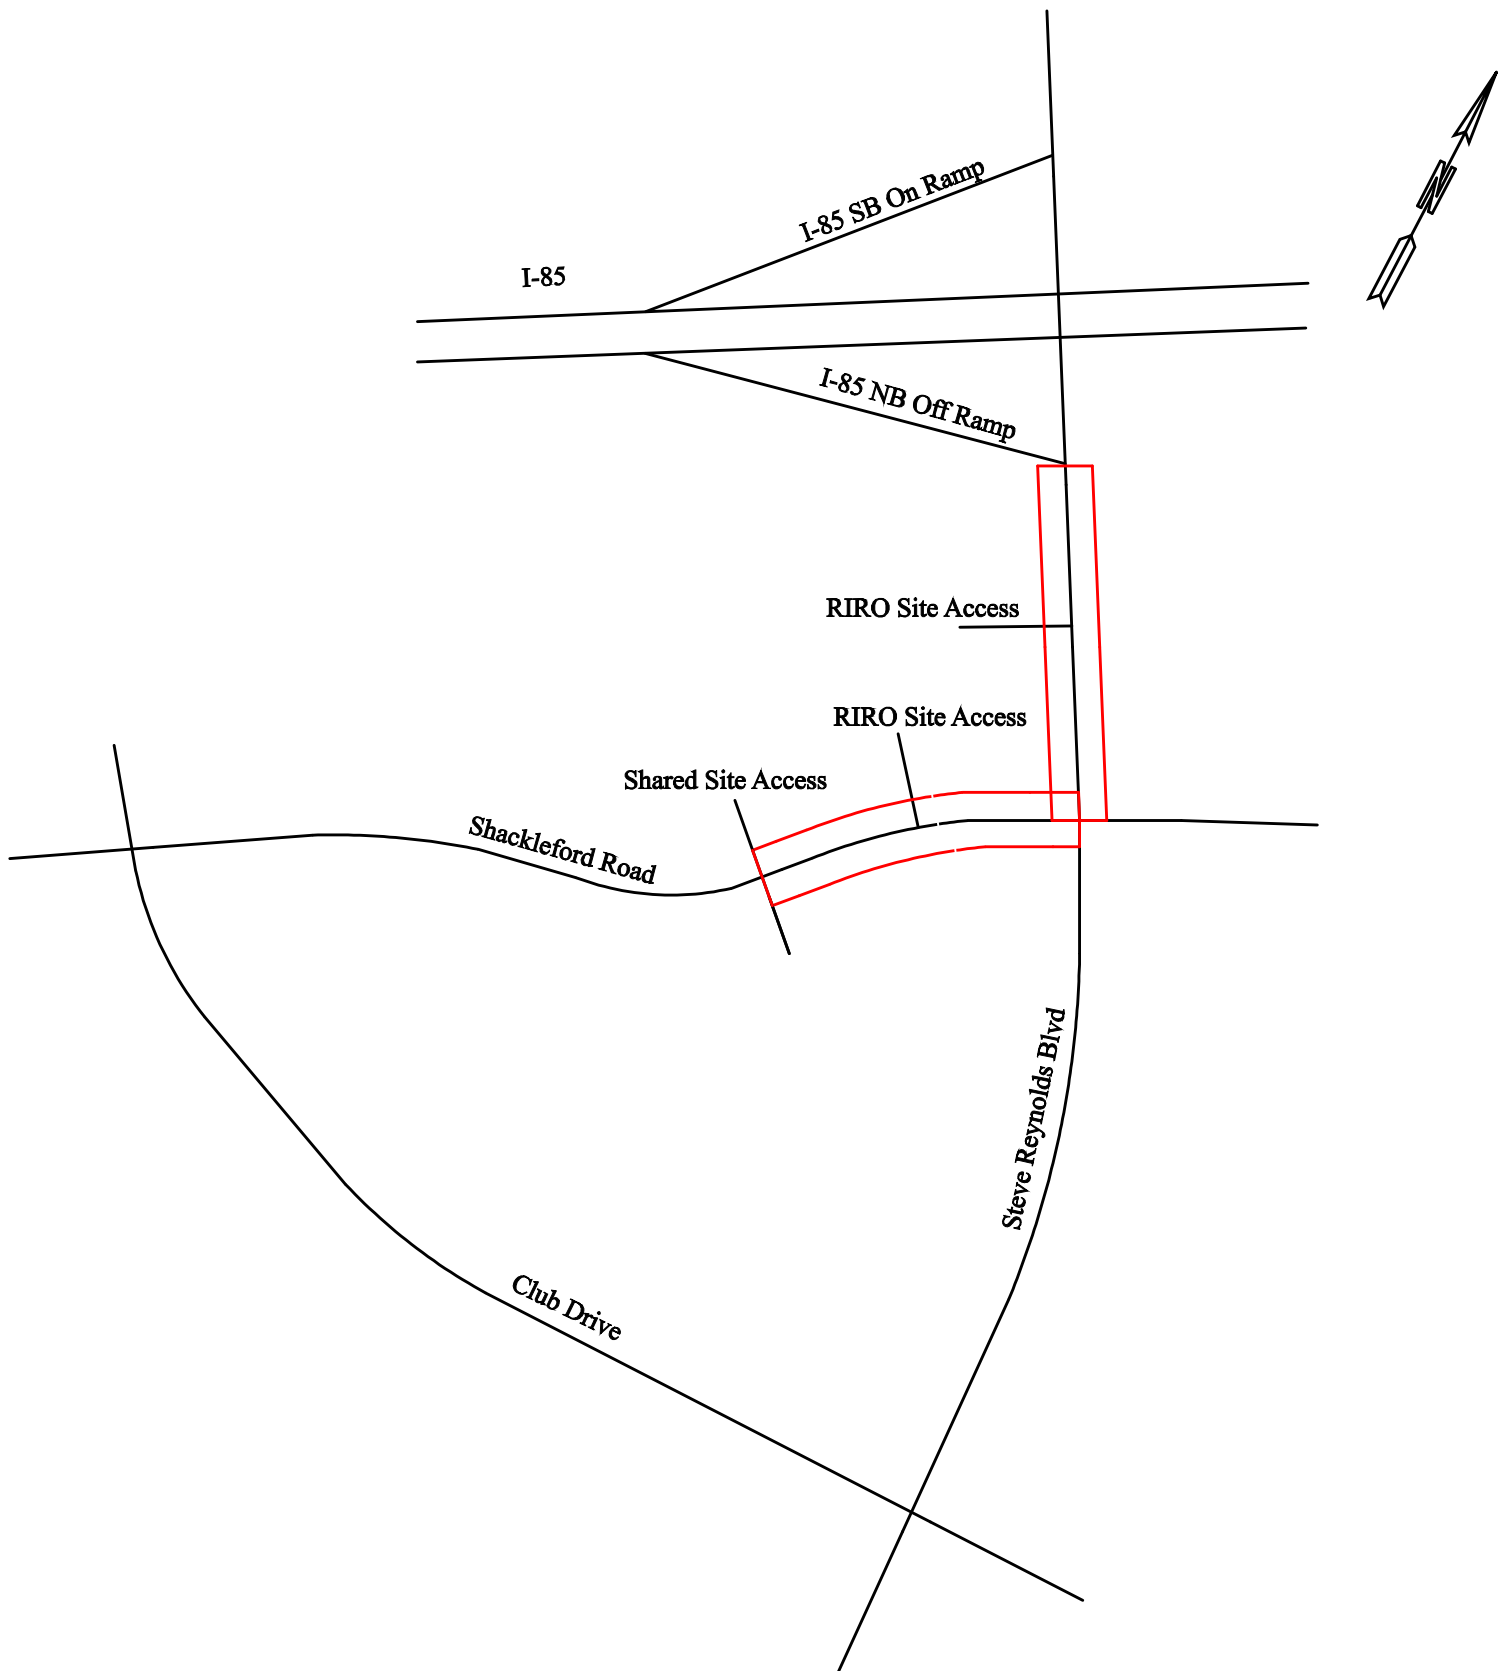 I-85 SB On Ramp
I-85
N
I-85 NB Off Ramp
RIRO Site Access
RIRO Site Access
Shared Site Access
Shackleford Road
Steve Reynolds Blvd
Club Drive